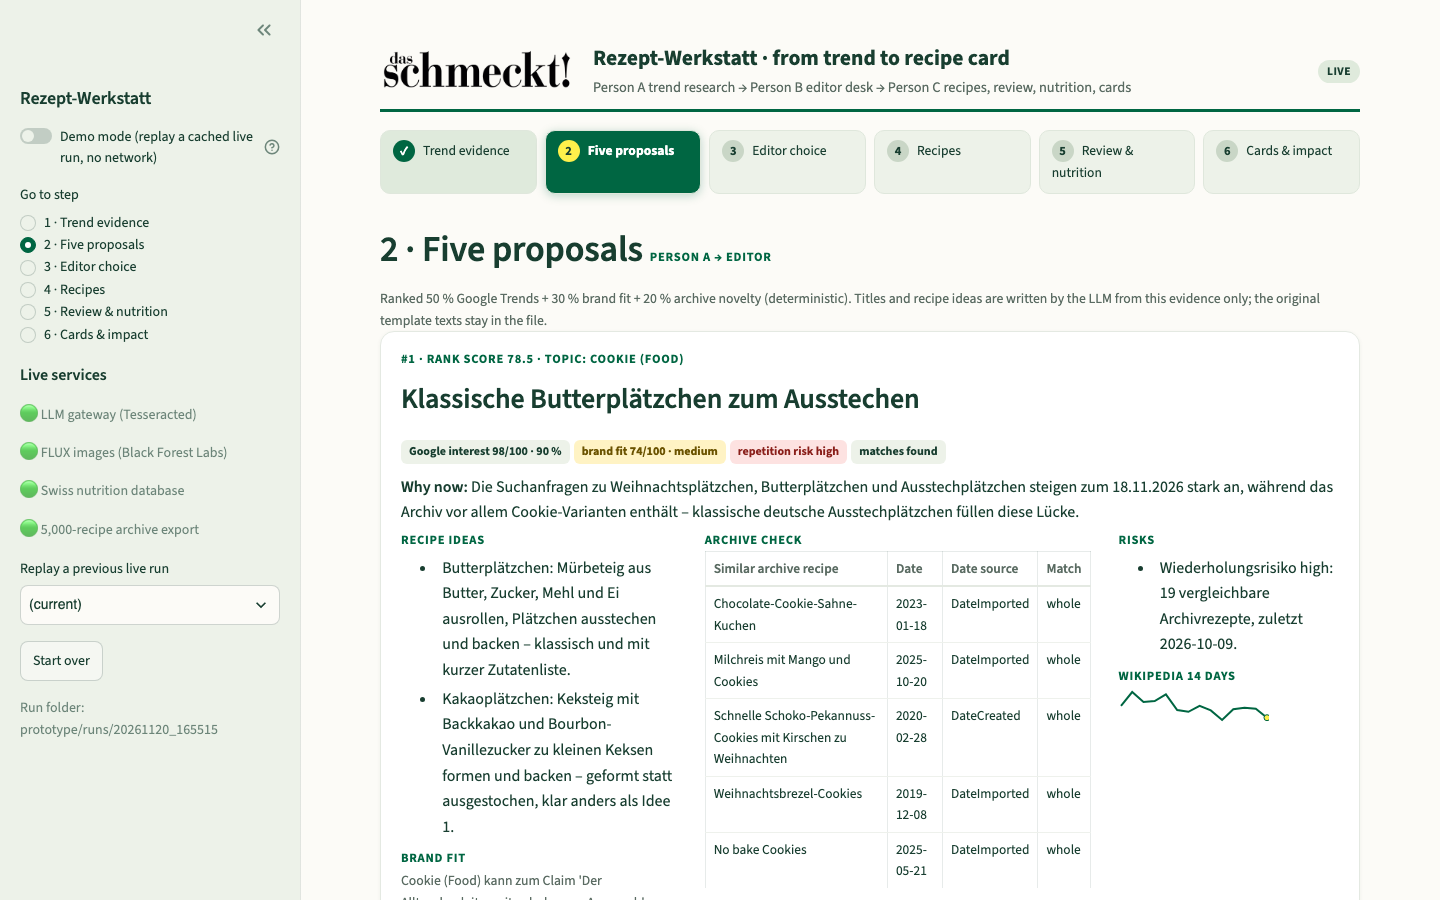 Rezept-Werkstatt
Demo mode (replay a cached live
run, no network)
Go to step
1 · Trend evidence
2 · Five proposals
3 · Editor choice
4 · Recipes
5 · Review & nutrition
6 · Cards & impact
Live services
LLM gateway (Tesseracted)
FLUX images (Black Forest Labs)
Swiss nutrition database
5,000-recipe archive export
Replay a previous live run
(current)
Start over
Run folder:
prototype/runs/20261120_165515
das
schmeckt!
Rezept-Werkstatt · from trend to recipe card
Person A trend research → Person B editor desk → Person C recipes, review, nutrition, cards
LIVE
✓ Trend evidence
2 Five proposals
3 Editor choice
4 Recipes
5 Review &
nutrition
6 Cards & impact
2 · Five proposals PERSON A → EDITOR
Ranked 50 % Google Trends + 30 % brand fit + 20 % archive novelty (deterministic). Titles and recipe ideas are written by the LLM from this evidence only; the original
template texts stay in the file.
#1 · RANK SCORE 78.5 · TOPIC: COOKIE (FOOD)
Klassische Butterplätzchen zum Ausstechen
Google interest 98/100 · 90 % brand fit 74/100 · medium repetition risk high matches found
Why now: Die Suchanfragen zu Weihnachtsplätzchen, Butterplätzchen und Ausstechplätzchen steigen zum 18.11.2026 stark an, während das
Archiv vor allem Cookie-Varianten enthält – klassische deutsche Ausstechplätzchen füllen diese Lücke.
RECIPE IDEAS
• Butterplätzchen: Mürbeteig aus
Butter, Zucker, Mehl und Ei
ausrollen, Plätzchen ausstechen
und backen – klassisch und mit
kurzer Zutatenliste.
• Kakaoplätzchen: Keksteig mit
Backkakao und Bourbon-
Vanillezucker zu kleinen Keksen
formen und backen – geformt statt
ausgestochen, klar anders als Idee
1.
BRAND FIT
Cookie (Food) kann zum Claim 'Der
ARCHIVE CHECK
Similar archive recipe Date Date source Match
Chocolate-Cookie-Sahne- 2023- DateImported whole
Kuchen 01-18
Milchreis mit Mango und 2025- DateImported whole
Cookies 10-20
Schnelle Schoko-Pekannuss- 2020- DateCreated whole
Cookies mit Kirschen zu 02-28
Weihnachten
Weihnachtsbrezel-Cookies 2019- DateImported whole
12-08
No bake Cookies 2025- DateImported whole
05-21
RISKS
• Wiederholungsrisiko high:
19 vergleichbare
Archivrezepte, zuletzt
2026-10-09.
WIKIPEDIA 14 DAYS